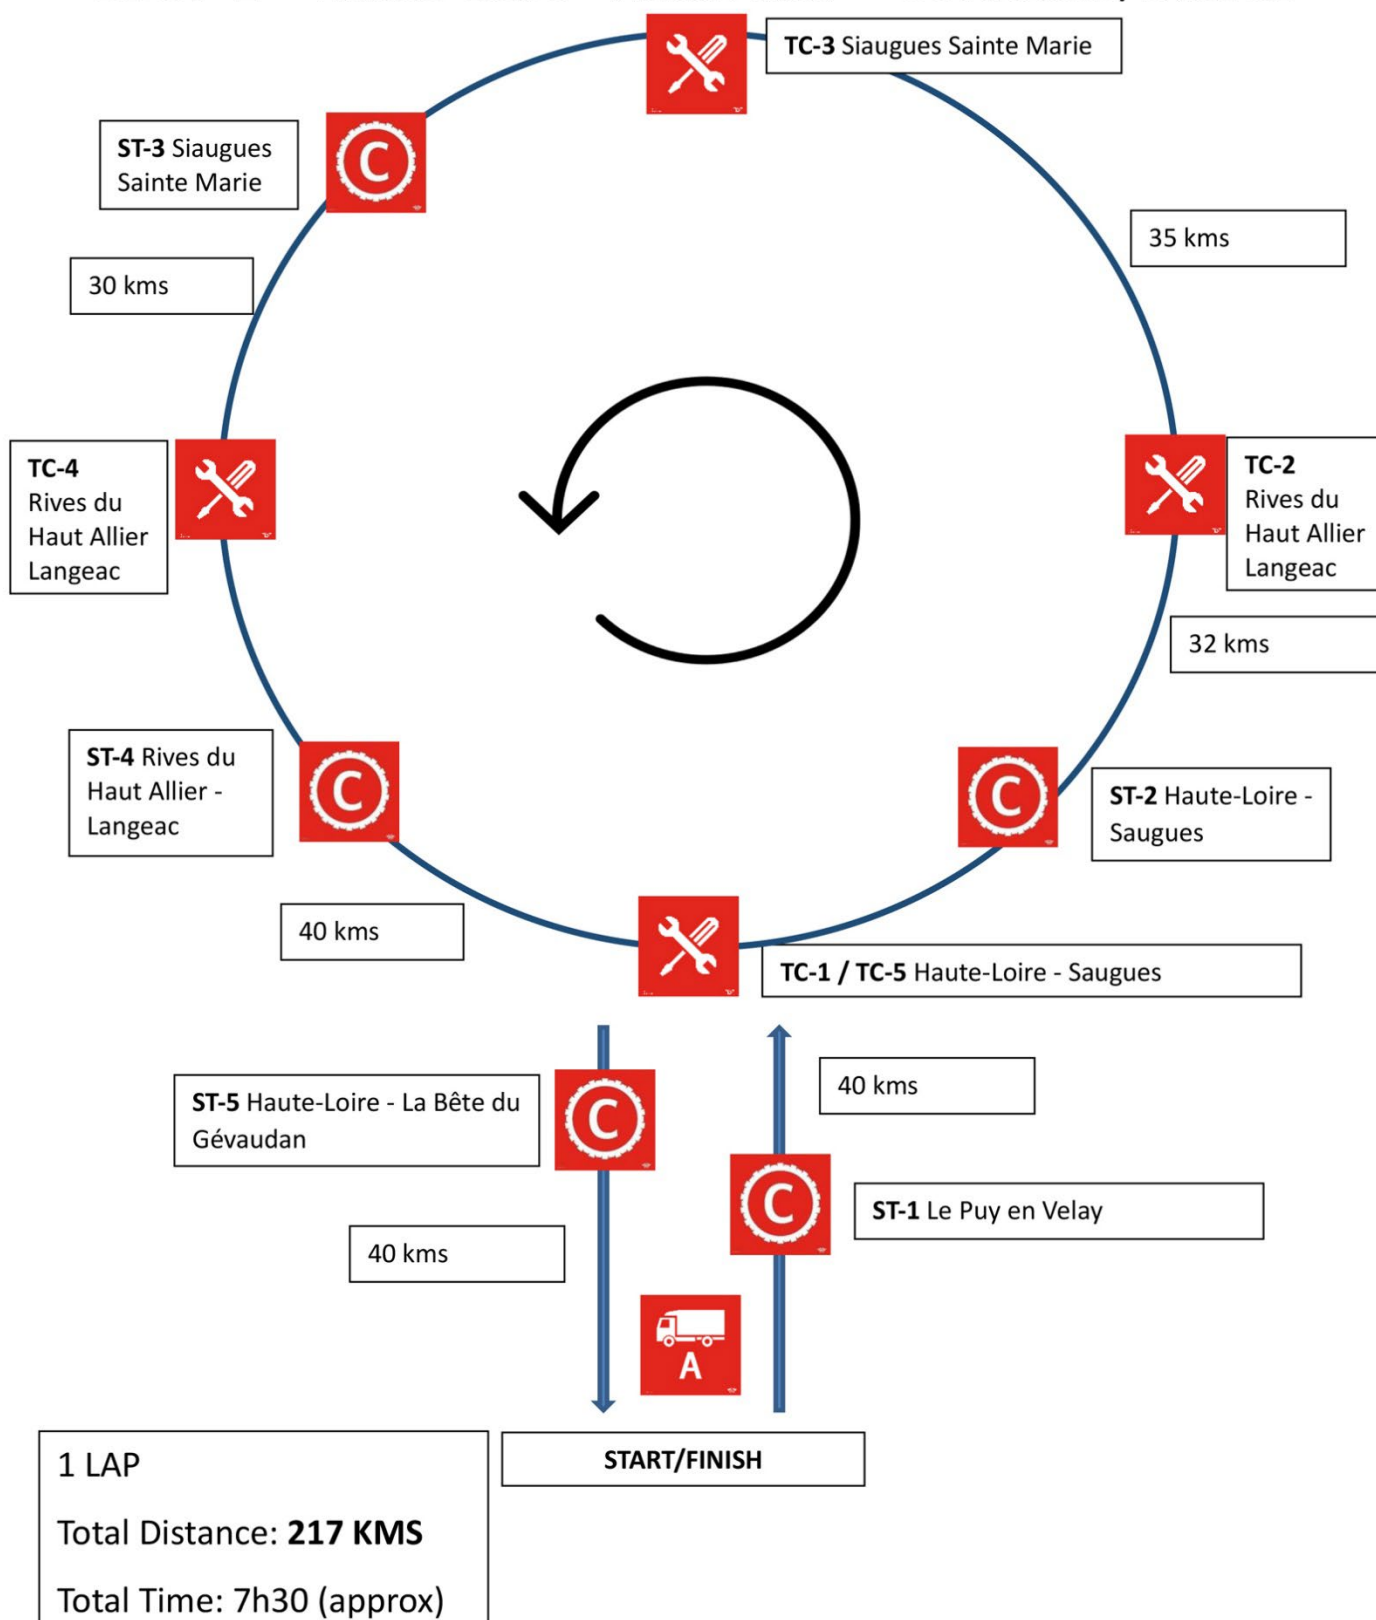 TC-3 Siaugues Sainte Marie
ST-3 Siaugues
Sainte Marie
C
35 kms
30 kms
TC-4
Rives du
Haut Allier
Langeac
TC-2
Rives du
Haut Allier
Langeac
32 kms
ST-4 Rives du
Haut Allier -
Langeac
C
C
ST-2 Haute-Loire -
Saugues
40 kms
TC-1 / TC-5 Haute-Loire - Saugues
ST-5 Haute-Loire - La Bête du
Gévaudan
C
40 kms
C
ST-1 Le Puy en Velay
40 kms
A
START/FINISH
1 LAP
Total Distance: 217 KMS
Total Time: 7h30 (approx)